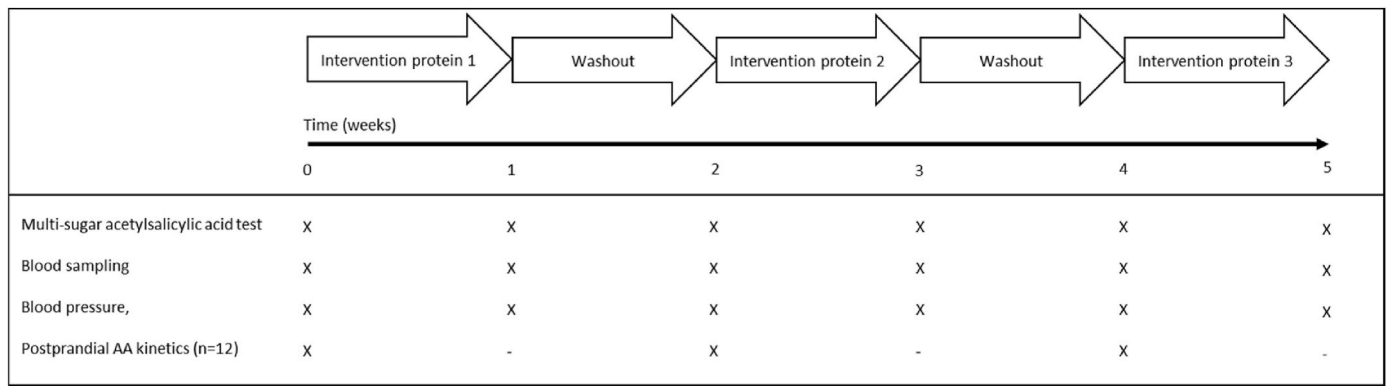 Intervention protein 1 Washout Intervention protein 2 Washout Intervention protein 3
Time (weeks)
0 1 2 3 4 5
Multi-sugar acetylsalicylic acid test X X X X X X
Blood sampling X X X X X X
Blood pressure, X X X X X X
Postprandial AA kinetics (n=12) X - X - X -